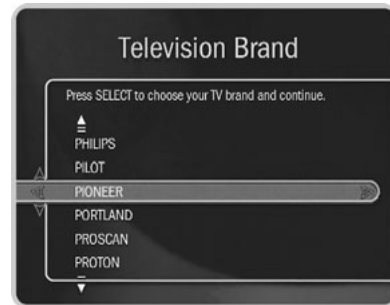 Television Brand
Press SELECT to choose your TV brand and continue.
PHILIPS
PILOT
PIONEER
PORTLAND
PROSCAN
PROTON